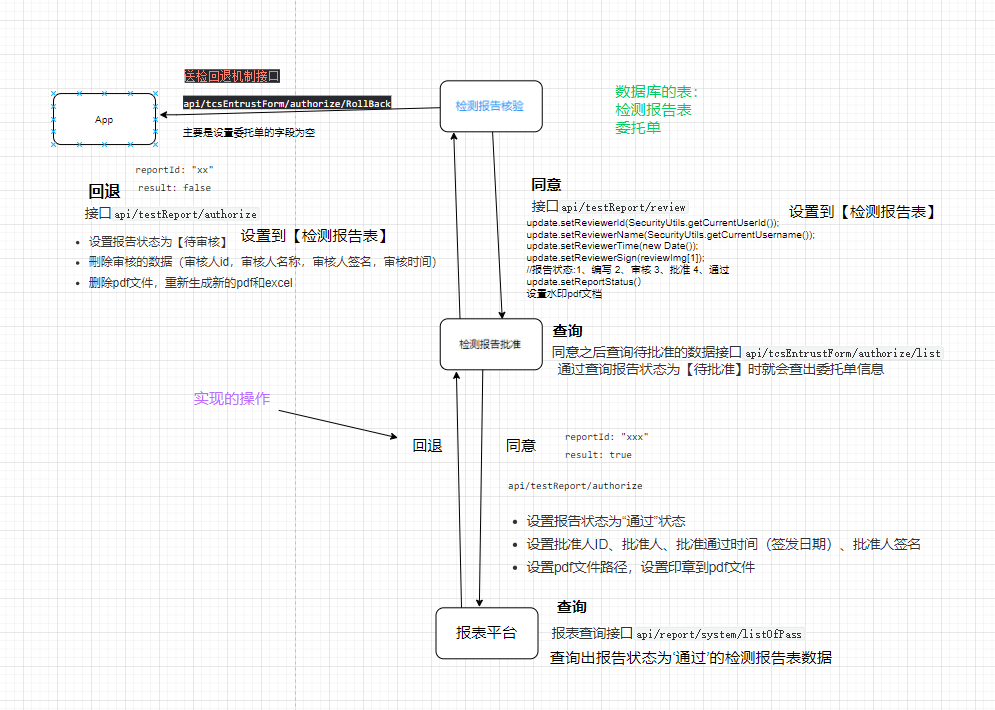 送检回退机制接口
api/tcsEntrustForm/authorize/RollBack
主要是设置委托单的字段为空
App
检测报告核验
数据库的表：
检测报告表
委托单
reportId: "xx"
result: false
回退
接口 api/testReport/authorize
设置到【检测报告表】
设置报告状态为【待审核】
删除审核的数据（审核人id，审核人名称，审核人签名，审核时间）
删除pdf文件，重新生成新的pdf和excel
同意
接口 api/testReport/review
设置到【检测报告表】
update.setReviewerId(SecurityUtils.getCurrentUserId());
update.setReviewerName(SecurityUtils.getCurrentUsername());
update.setReviewerTime(new Date());
update.setReviewerSign(reviewImg[1]);
//报告状态:1、编写 2、审核 3、批准 4、通过
update.setReportStatus()
设置水印pdf文档
检测报告批准
查询
同意之后查询待批准的数据接口 api/tcsEntrustForm/authorize/list
通过查询报告状态为【待批准】时就会查出委托单信息
实现的操作
回退
同意
reportId: "xxx"
result: true
api/testReport/authorize
设置报告状态为“通过”状态
设置批准人ID、批准人、批准通过时间（签发日期）、批准人签名
设置pdf文件路径，设置印章到pdf文件
报表平台
查询
报表查询接口 api/report/system/listOfPass
查询出报告状态为‘通过’的检测报告表数据